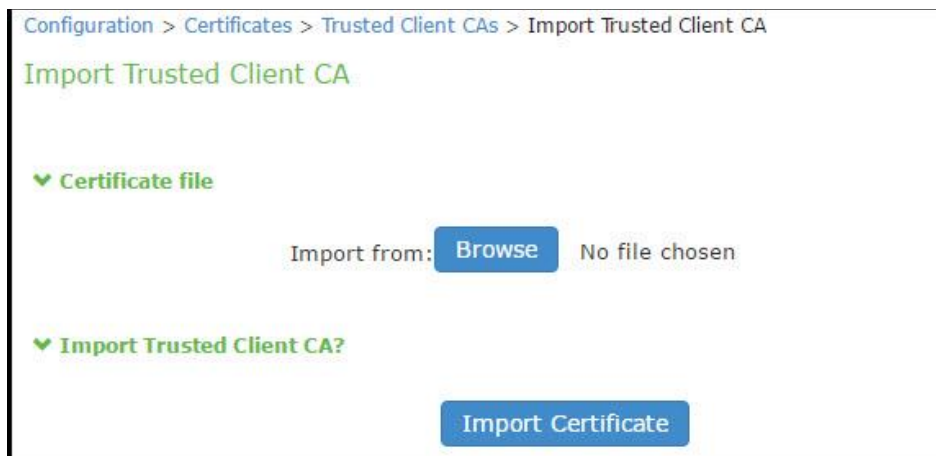 Configuration > Certificates > Trusted Client CAs > Import Trusted Client CA
Import Trusted Client CA
Certificate file
Import from: Browse No file chosen
Import Trusted Client CA?
Import Certificate